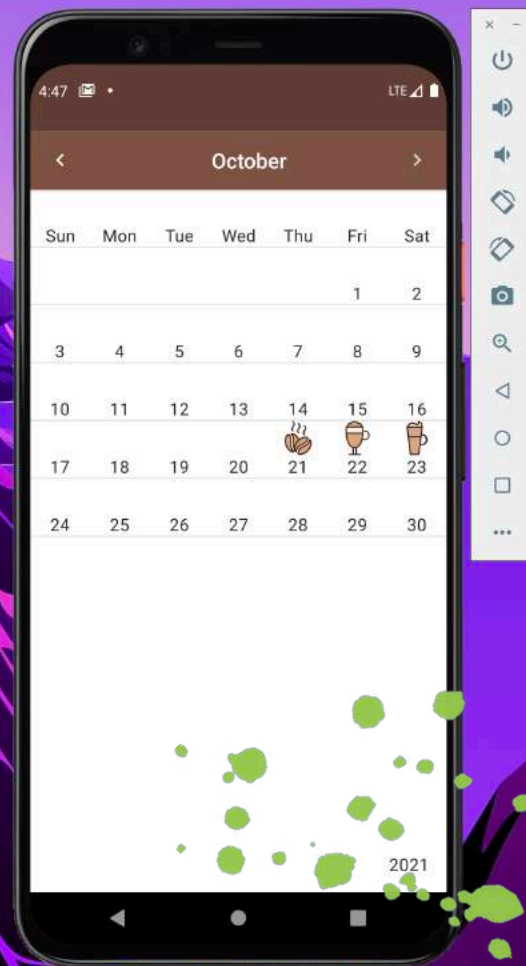 4:47 LTE
October
Sun Mon Tue Wed Thu Fri Sat
1 2
3 4 5 6 7 8 9
10 11 12 13 14 15 16
17 18 19 20 21 22 23
24 25 26 27 28 29 30
2021